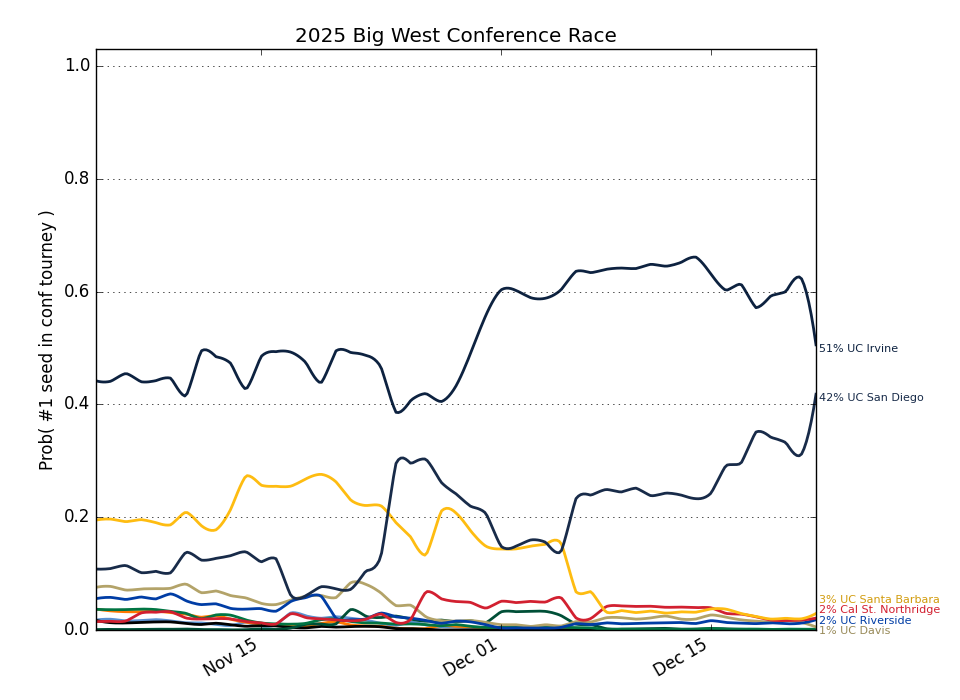 2025 Big West Conference Race
Prob( #1 seed in conf tourney )
1.0
0.8
0.6
0.4
0.2
0.0
Nov 15
Dec 01
Dec 15
51% UC Irvine
42% UC San Diego
3% UC Santa Barbara
2% Cal St. Northridge
2% UC Riverside
1% UC Davis